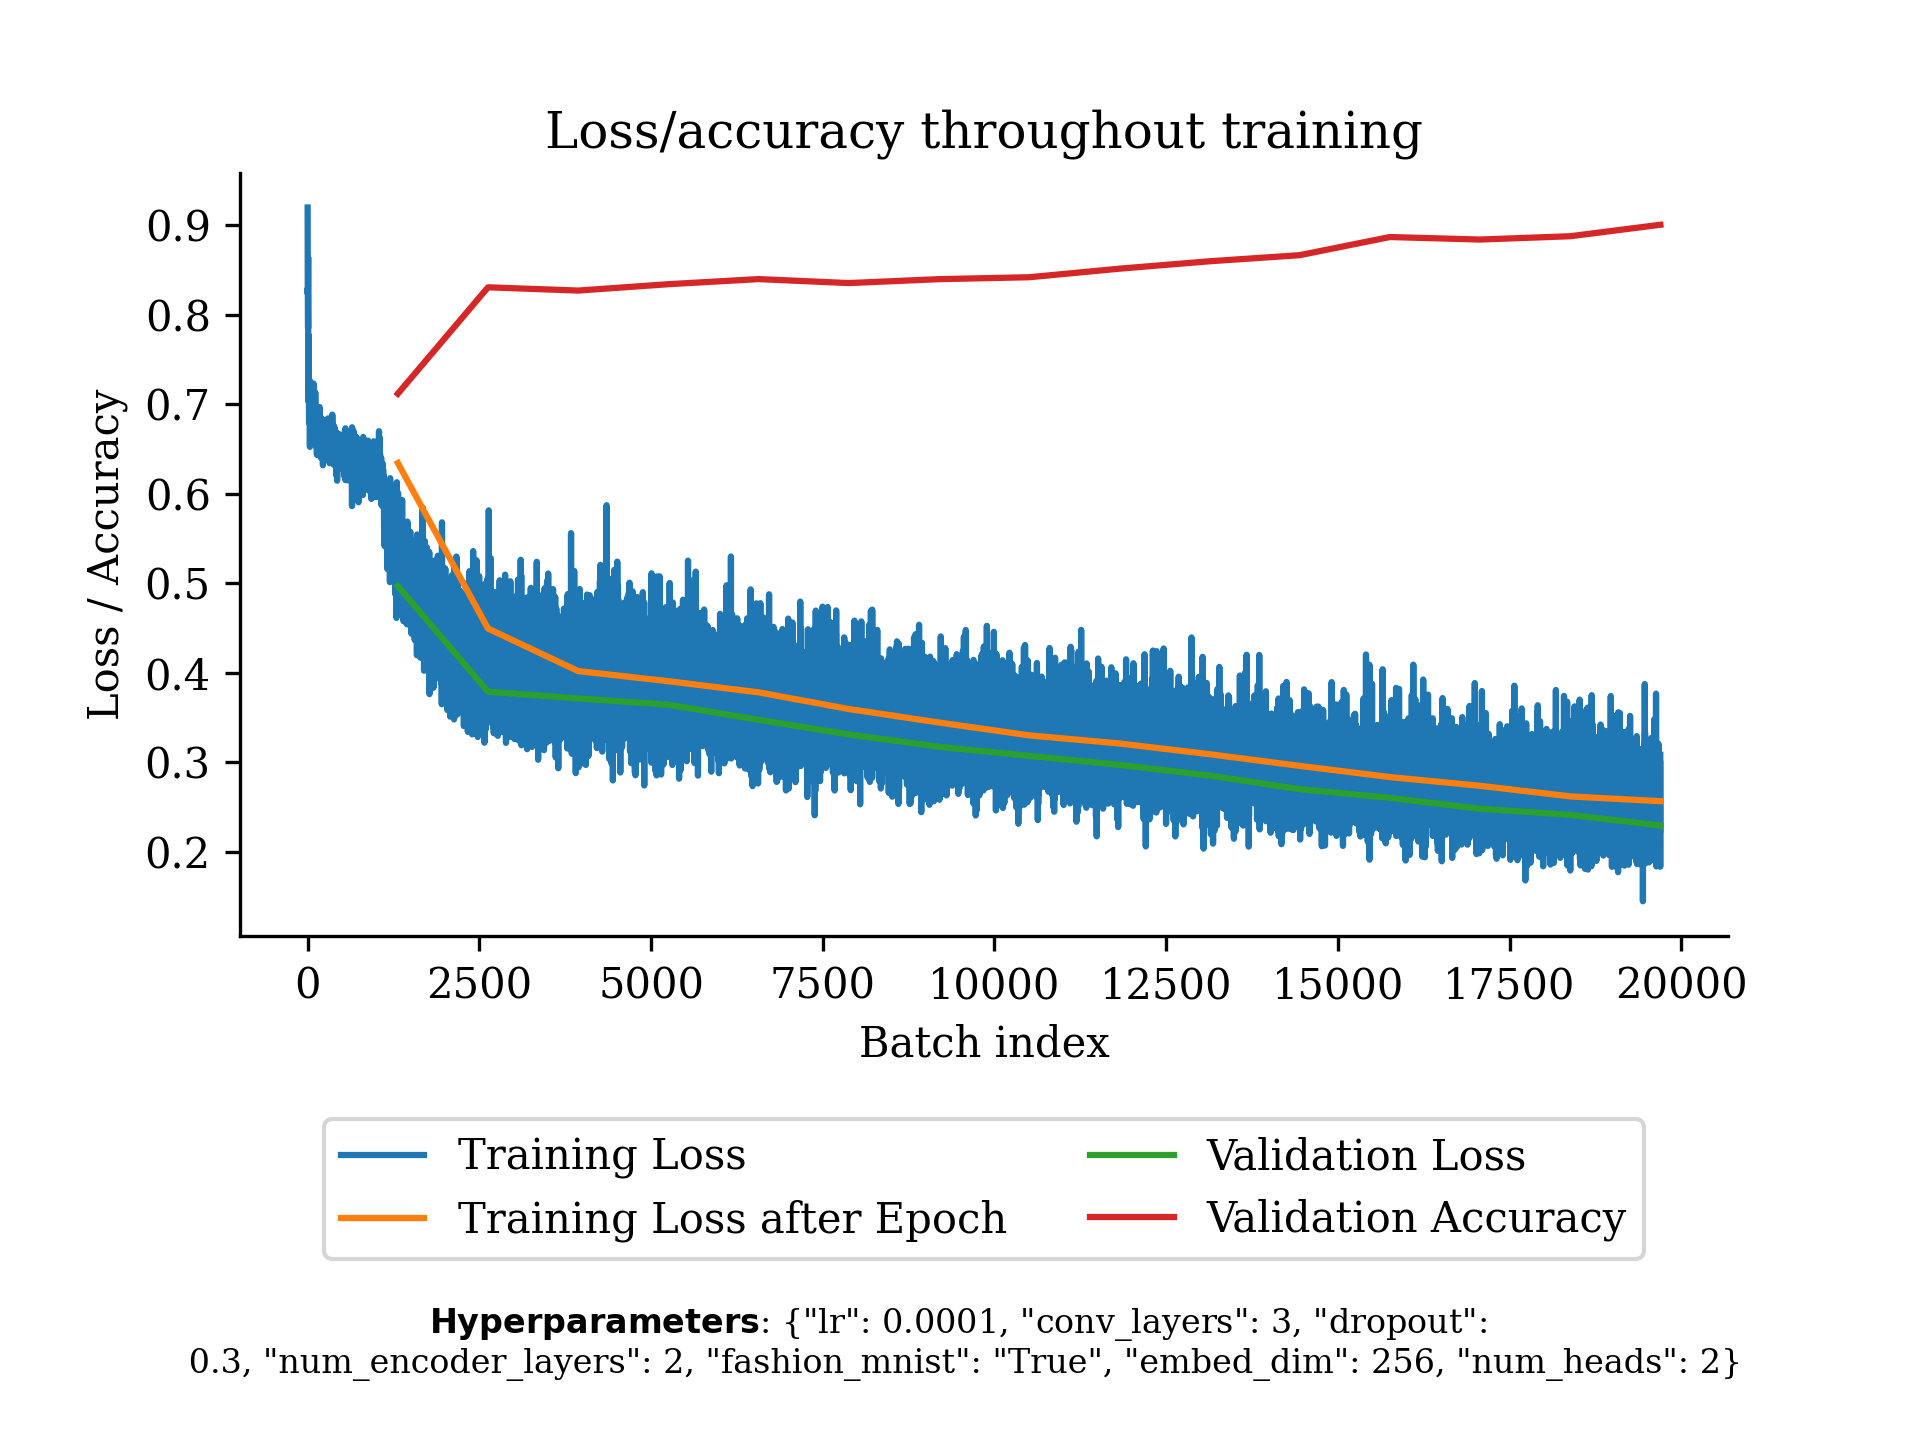 Loss/accuracy throughout training
Loss / Accuracy
0.9
0.8
0.7
0.6
0.5
0.4
0.3
0.2
0 2500 5000 7500 10000 12500 15000 17500 20000
Batch index
Training Loss
Training Loss after Epoch
Validation Loss
Validation Accuracy
Hyperparameters: {"lr": 0.0001, "conv_layers": 3, "dropout":
0.3, "num_encoder_layers": 2, "fashion_mnist": "True", "embed_dim": 256, "num_heads": 2}